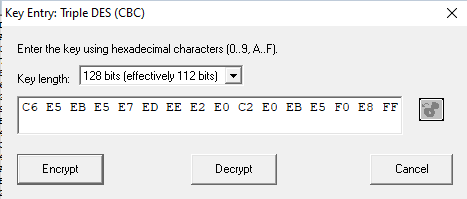 Key Entry: Triple DES (CBC)
Enter the key using hexadecimal characters (0..9, A..F).
Key length: 128 bits (effectively 112 bits)
C6 E5 EB E5 E7 ED EE E2 E0 C2 E0 EB E5 F0 E8 FF
Encrypt Decrypt Cancel